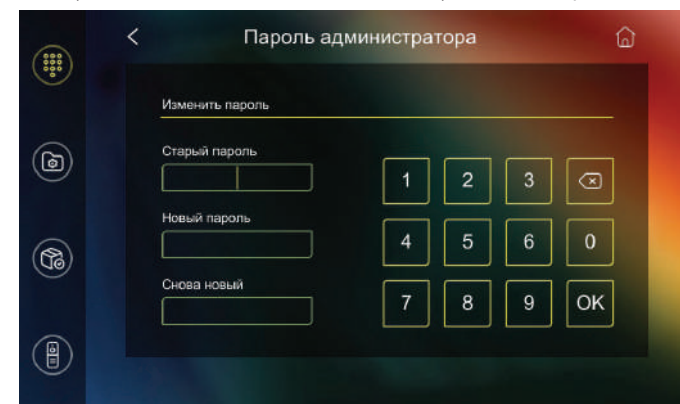 Пароль администратора
Изменить пароль
Старый пароль
Новый пароль
Снова новый
1 2 3
4 5 6 0
7 8 9 OK